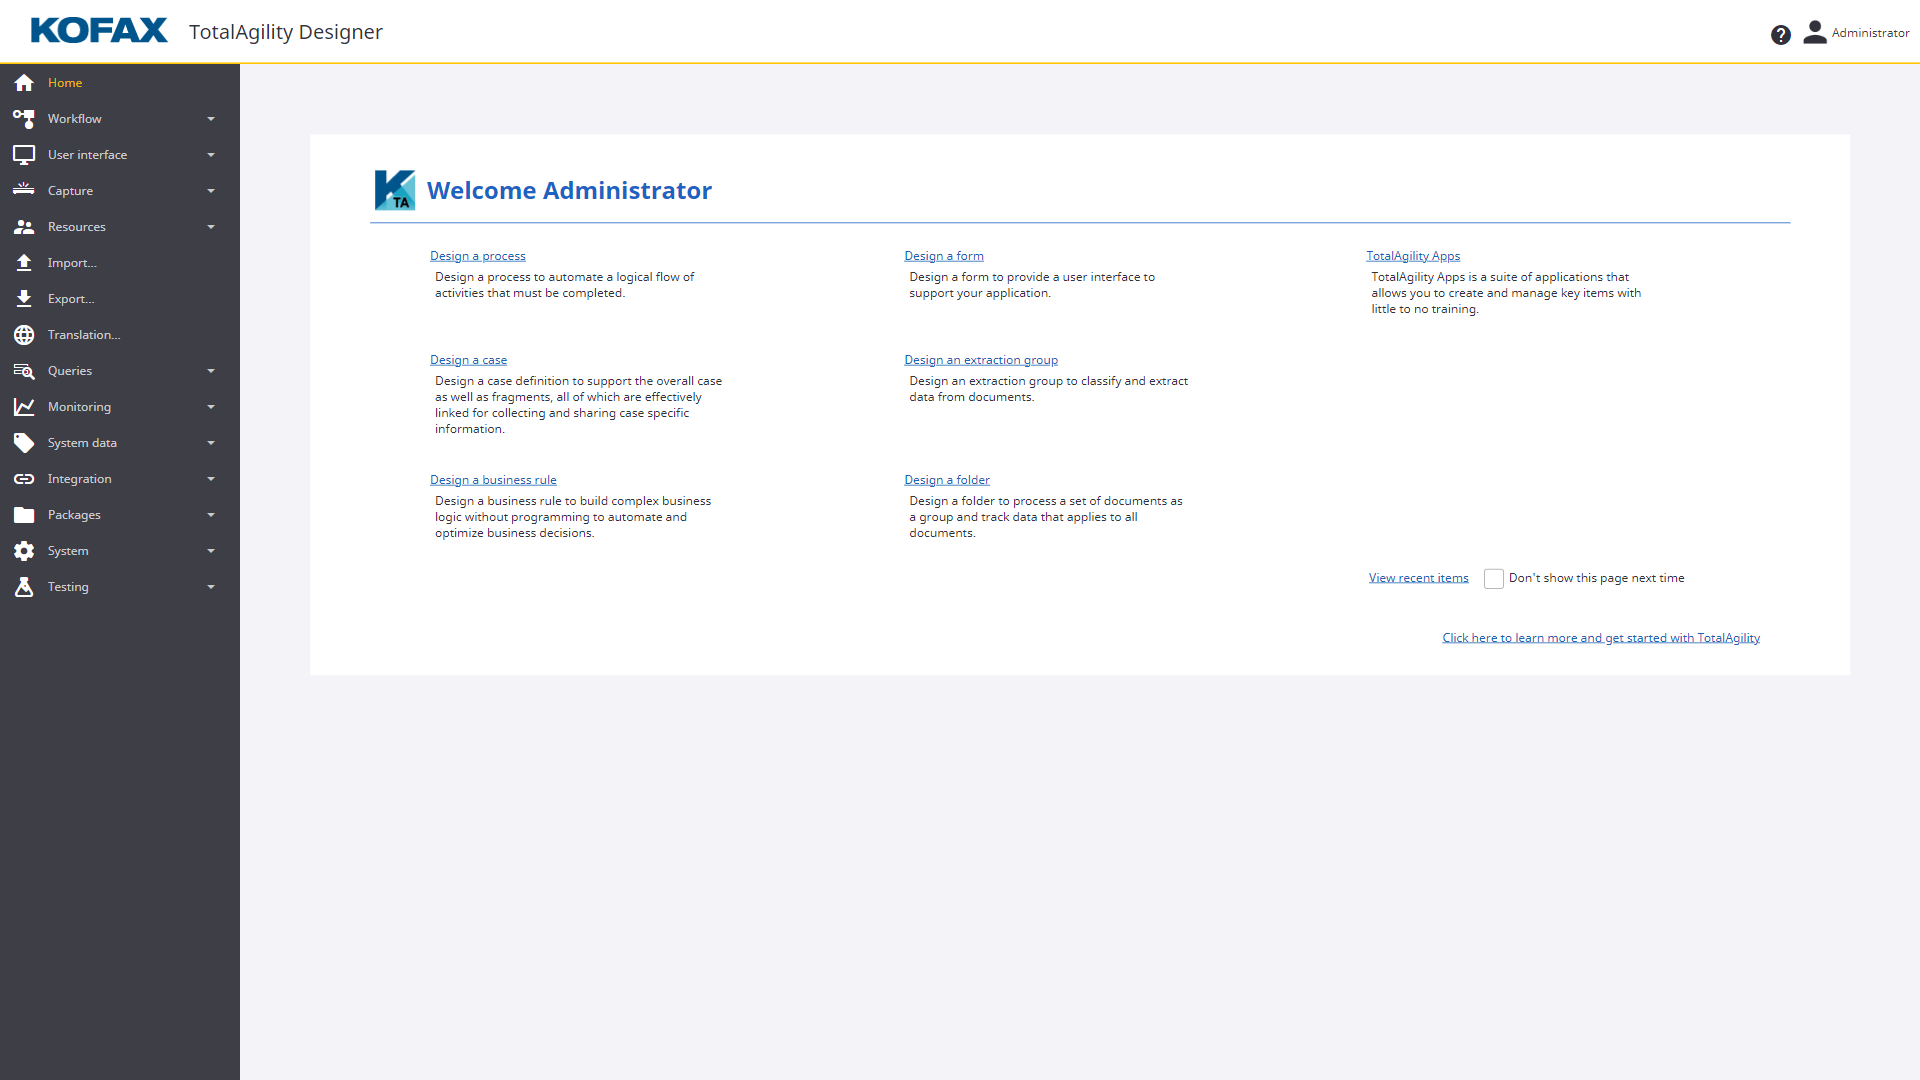 KOFAX TotalAgility Designer
Administrator
Home
Workflow
User interface
Capture
Resources
Import...
Export...
Translation...
Queries
Monitoring
System data
Integration
Packages
System
Testing
TA
Welcome Administrator
Design a process
Design a process to automate a logical flow of
activities that must be completed.
Design a form
Design a form to provide a user interface to
support your application.
TotalAgility Apps
TotalAgility Apps is a suite of applications that
allows you to create and manage key items with
little to no training.
Design a case
Design a case definition to support the overall case
as well as fragments, all of which are effectively
linked for collecting and sharing case specific
information.
Design an extraction group
Design an extraction group to classify and extract
data from documents.
Design a business rule
Design a business rule to build complex business
logic without programming to automate and
optimize business decisions.
Design a folder
Design a folder to process a set of documents as
a group and track data that applies to all
documents.
View recent items
Don't show this page next time
Click here to learn more and get started with TotalAgility